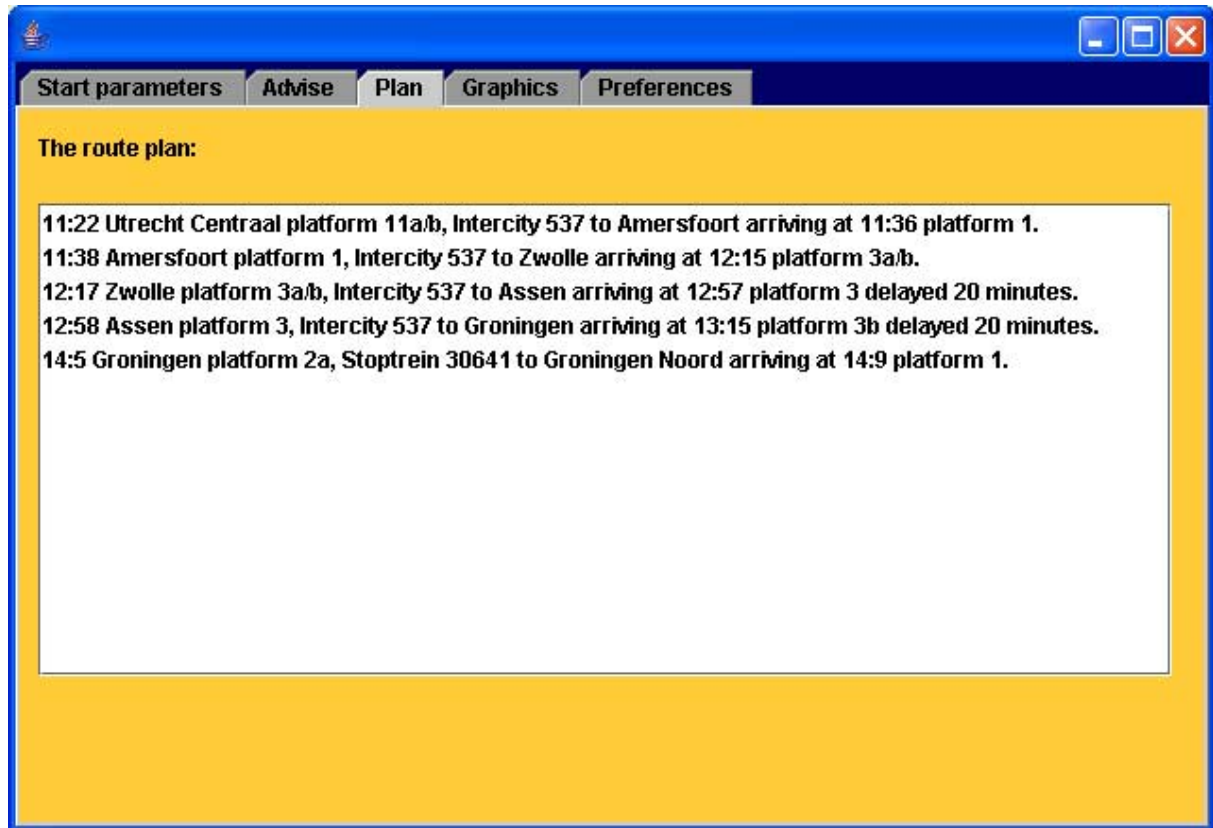 Start parameters Advise Plan Graphics Preferences
The route plan:
11:22 Utrecht Centraal platform 11a/b, Intercity 537 to Amersfoort arriving at 11:36 platform 1.
11:38 Amersfoort platform 1, Intercity 537 to Zwolle arriving at 12:15 platform 3a/b.
12:17 Zwolle platform 3a/b, Intercity 537 to Assen arriving at 12:57 platform 3 delayed 20 minutes.
12:58 Assen platform 3, Intercity 537 to Groningen arriving at 13:15 platform 3b delayed 20 minutes.
14:5 Groningen platform 2a, Stoptrein 30641 to Groningen Noord arriving at 14:9 platform 1.